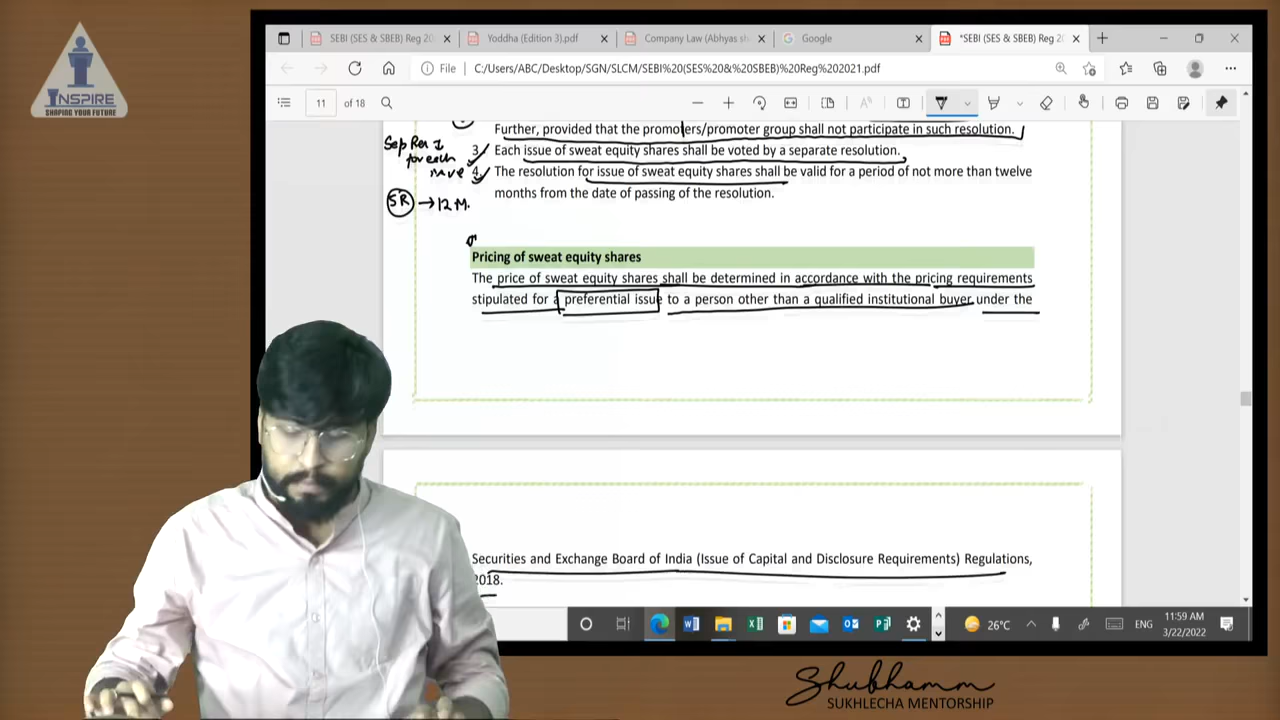 INSPIRE
SHAPING YOUR FUTURE
SEBI (SES & SBEB) Reg 20
Yoddha (Edition 3).pdf
Company Law (Abhyas sh
Google
*SEBI (SES & SBEB) Reg 2
File
C:/Users/ABC/Desktop/SGN/SLCM/SEBI%20(SES%20&%20SBEB)%20Reg%202021.pdf
11 of 18
Further, provided that the promoters/promoter group shall not participate in such resolution.
3 Each issue of sweat equity shares shall be voted by a separate resolution.
4 The resolution for issue of sweat equity shares shall be valid for a period of not more than twelve
months from the date of passing of the resolution.
Sep Res
for each
SR → 12 M.
Pricing of sweat equity shares
The price of sweat equity shares shall be determined in accordance with the pricing requirements
stipulated for a preferential issue to a person other than a qualified institutional buyer under the
Securities and Exchange Board of India (Issue of Capital and Disclosure Requirements) Regulations,
2018.
26°C
ENG
11:59 AM
3/22/2022
Shubhamm
SUKHLECHA MENTORSHIP